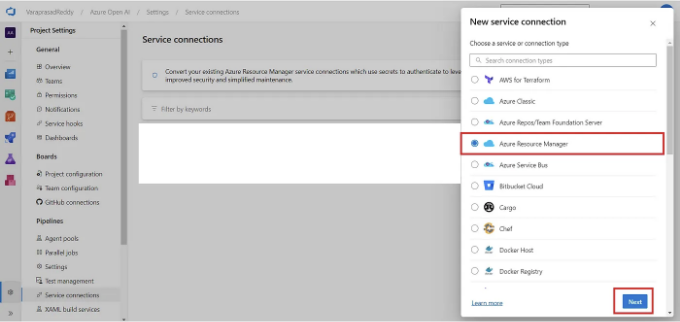 VaraprasadReddy / Azure Open AI / Settings / Service connections
Project Settings
General
Overview
Teams
Permissions
Notifications
Service hooks
Dashboards
Boards
Project configuration
Team configuration
GitHub connections
Pipelines
Agent pools
Parallel jobs
Settings
Test management
Service connections
XAML build services
Service connections
Convert your existing Azure Resource Manager service connections which use secrets to authenticate to leve
improved security and simplified maintenance.
Filter by keywords
New service connection
Choose a service or connection type
Search connection types
AWS for Terraform
Azure Classic
Azure Repos/Team Foundation Server
Azure Resource Manager
Azure Service Bus
Bitbucket Cloud
Cargo
Chef
Docker Host
Docker Registry
Learn more
Next